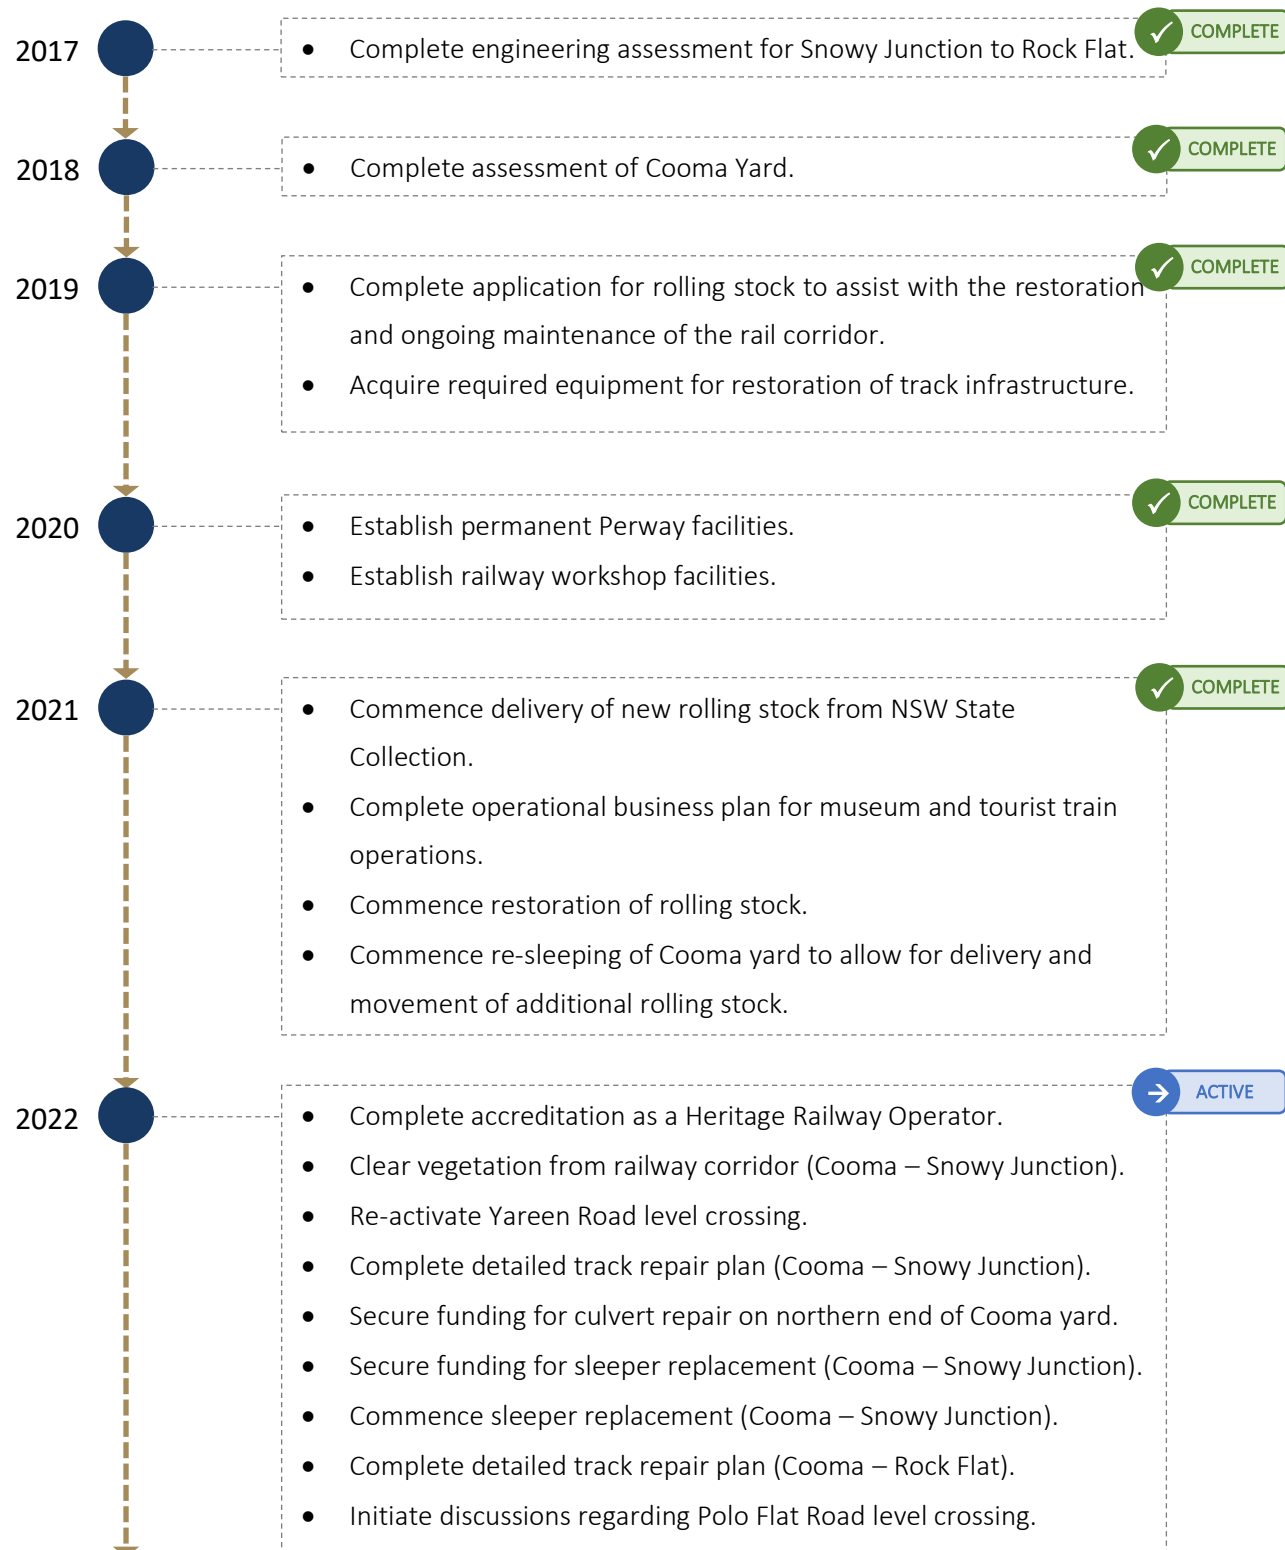 2017
• Complete engineering assessment for Snowy Junction to Rock Flat.
COMPLETE
2018
• Complete assessment of Cooma Yard.
COMPLETE
2019
• Complete application for rolling stock to assist with the restoration
and ongoing maintenance of the rail corridor.
• Acquire required equipment for restoration of track infrastructure.
COMPLETE
2020
• Establish permanent Perway facilities.
• Establish railway workshop facilities.
COMPLETE
2021
• Commence delivery of new rolling stock from NSW State
Collection.
• Complete operational business plan for museum and tourist train
operations.
• Commence restoration of rolling stock.
• Commence re-sleeping of Cooma yard to allow for delivery and
movement of additional rolling stock.
COMPLETE
2022
• Complete accreditation as a Heritage Railway Operator.
• Clear vegetation from railway corridor (Cooma – Snowy Junction).
• Re-activate Yareen Road level crossing.
• Complete detailed track repair plan (Cooma – Snowy Junction).
• Secure funding for culvert repair on northern end of Cooma yard.
• Secure funding for sleeper replacement (Cooma – Snowy Junction).
• Commence sleeper replacement (Cooma – Snowy Junction).
• Complete detailed track repair plan (Cooma – Rock Flat).
• Initiate discussions regarding Polo Flat Road level crossing.
ACTIVE